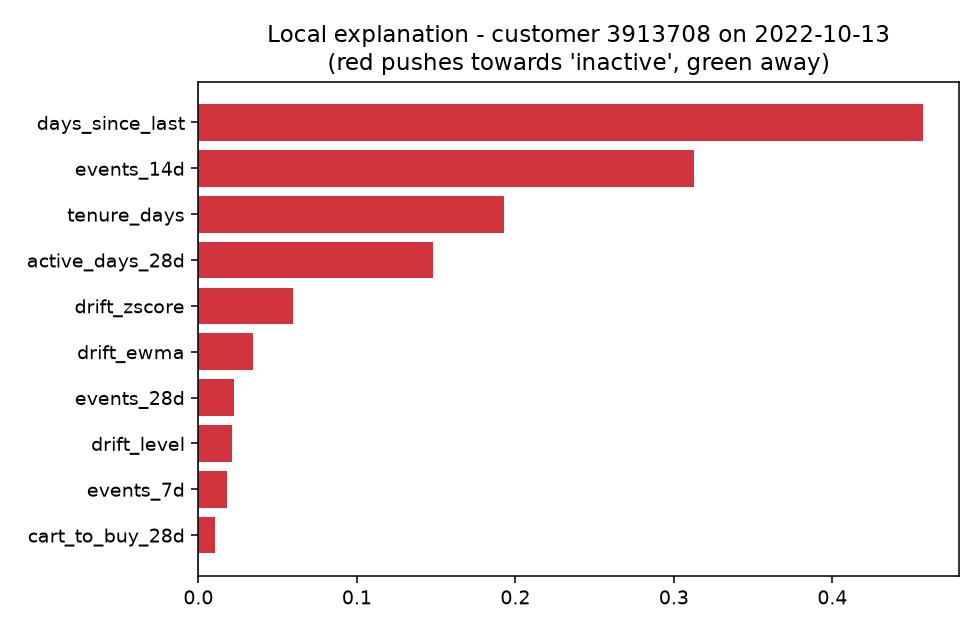 Local explanation - customer 3913708 on 2022-10-13
(red pushes towards 'inactive', green away)
days_since_last
events_14d
tenure_days
active_days_28d
drift_zscore
drift_ewma
events_28d
drift_level
events_7d
cart_to_buy_28d
0.0 0.1 0.2 0.3 0.4